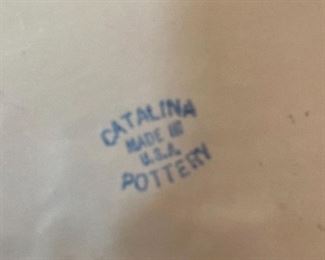 CATALINA
MADE IN
U.S.A.
POTTERY